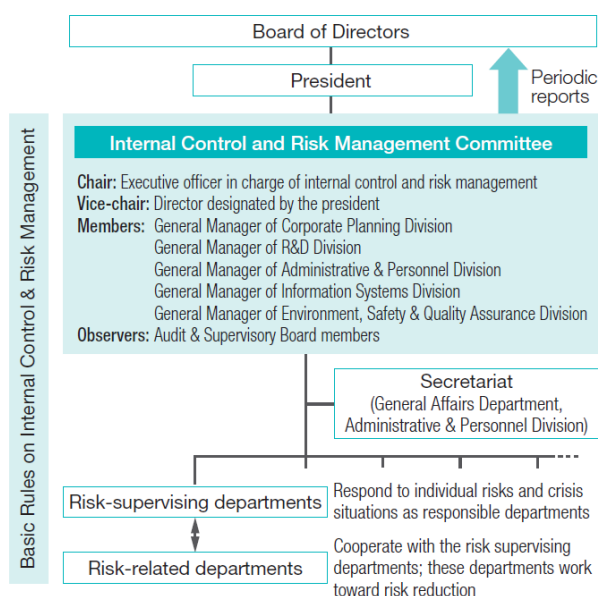 Board of Directors
President
Periodic
reports
Basic Rules on Internal Control & Risk Management
Internal Control and Risk Management Committee
Chair: Executive officer in charge of internal control and risk management
Vice-chair: Director designated by the president
Members: General Manager of Corporate Planning Division
General Manager of R&D Division
General Manager of Administrative & Personnel Division
General Manager of Information Systems Division
General Manager of Environment, Safety & Quality Assurance Division
Observers: Audit & Supervisory Board members
Secretariat
(General Affairs Department,
Administrative & Personnel Division)
Risk-supervising departments
Respond to individual risks and crisis
situations as responsible departments
Risk-related departments
Cooperate with the risk supervising
departments; these departments work
toward risk reduction